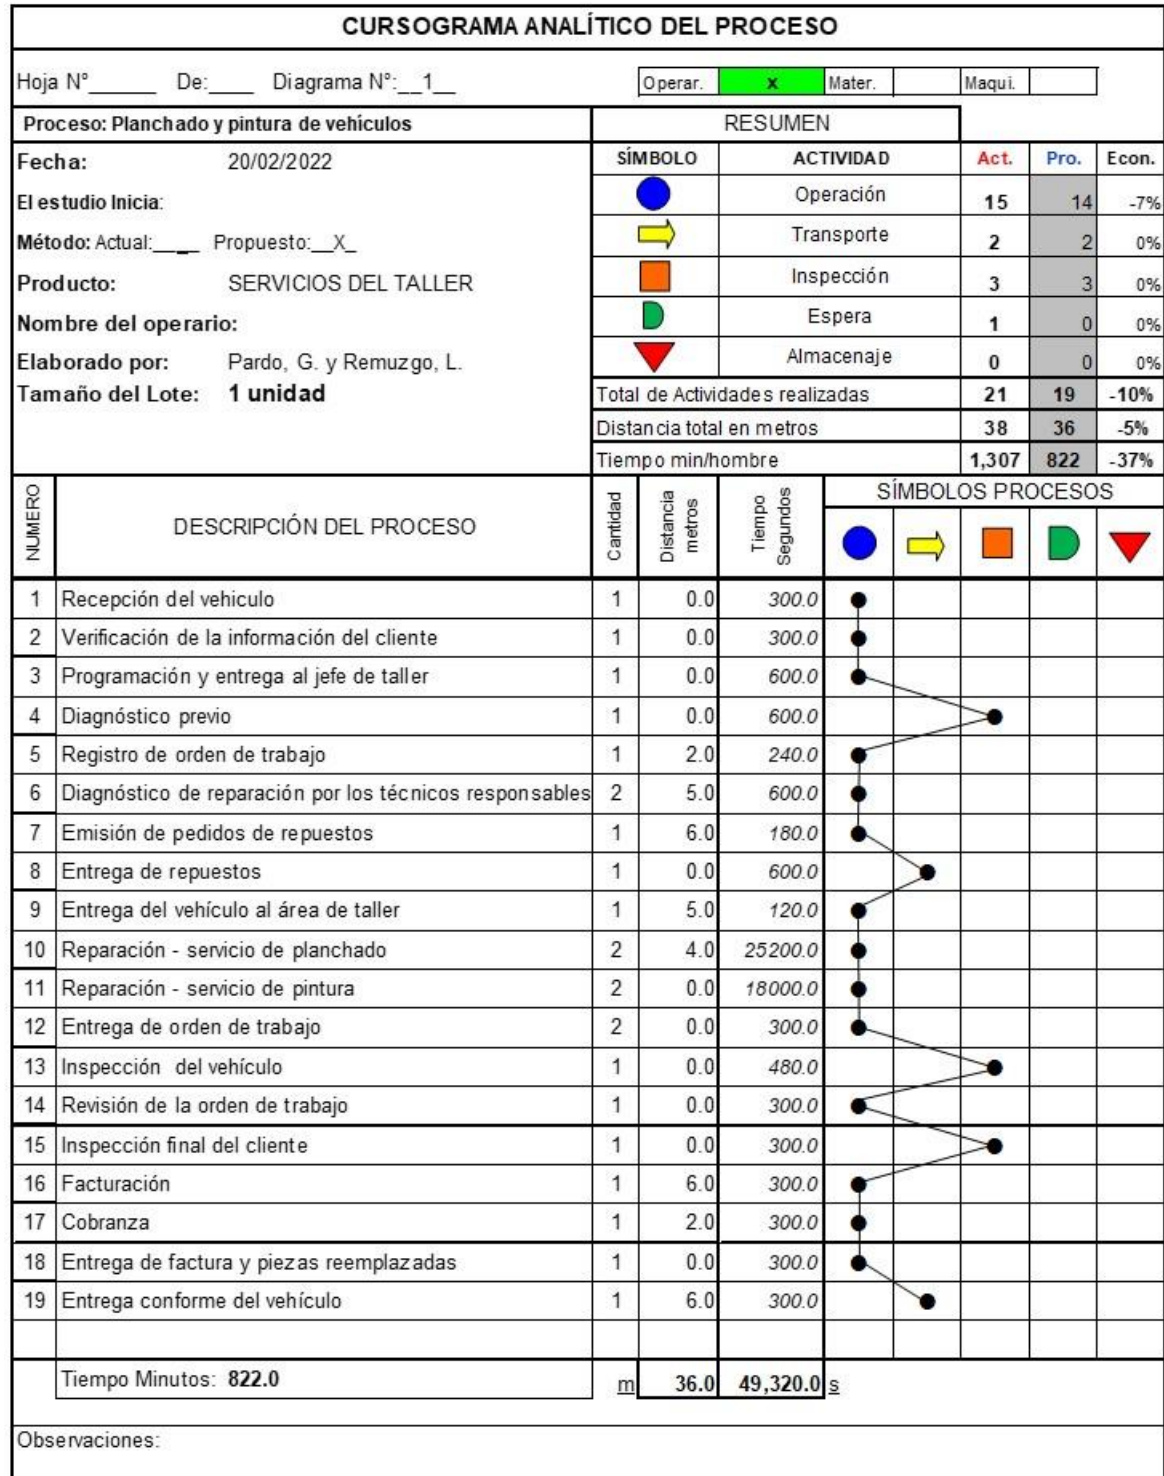 CURSOGRAMA ANALÍTICO DEL PROCESO
Hoja N°______ De:____ Diagrama N°:__1__ Operar. x Mater. Maqui.
Proceso: Planchado y pintura de vehículos RESUMEN
Fecha: 20/02/2022 SÍMBOLO ACTIVIDAD Act. Pro. Econ.
El estudio Inicia: Operación 15 14 -7%
Método: Actual:____ Propuesto:__X_ Transporte 2 2 0%
Producto: SERVICIOS DEL TALLER Inspección 3 3 0%
Nombre del operario: Espera 1 0 0%
Elaborado por: Pardo, G. y Remuzgo, L. Almacenaje 0 0 0%
Tamaño del Lote: 1 unidad Total de Actividades realizadas 21 19 -10%
Distancia total en metros 38 36 -5%
Tiempo min/hombre 1,307 822 -37%
NUMERO DESCRIPCIÓN DEL PROCESO Cantidad Distancia metros Tiempo Segundos SÍMBOLOS PROCESOS
1 Recepción del vehiculo 1 0.0 300.0
2 Verificación de la información del cliente 1 0.0 300.0
3 Programación y entrega al jefe de taller 1 0.0 600.0
4 Diagnóstico previo 1 0.0 600.0
5 Registro de orden de trabajo 1 2.0 240.0
6 Diagnóstico de reparación por los técnicos responsables 2 5.0 600.0
7 Emisión de pedidos de repuestos 1 6.0 180.0
8 Entrega de repuestos 1 0.0 600.0
9 Entrega del vehículo al área de taller 1 5.0 120.0
10 Reparación - servicio de planchado 2 4.0 25200.0
11 Reparación - servicio de pintura 2 0.0 18000.0
12 Entrega de orden de trabajo 2 0.0 300.0
13 Inspección del vehículo 1 0.0 480.0
14 Revisión de la orden de trabajo 1 0.0 300.0
15 Inspección final del cliente 1 0.0 300.0
16 Facturación 1 6.0 300.0
17 Cobranza 1 2.0 300.0
18 Entrega de factura y piezas reemplazadas 1 0.0 300.0
19 Entrega conforme del vehículo 1 6.0 300.0
Tiempo Minutos: 822.0 m 36.0 49,320.0 s
Observaciones: